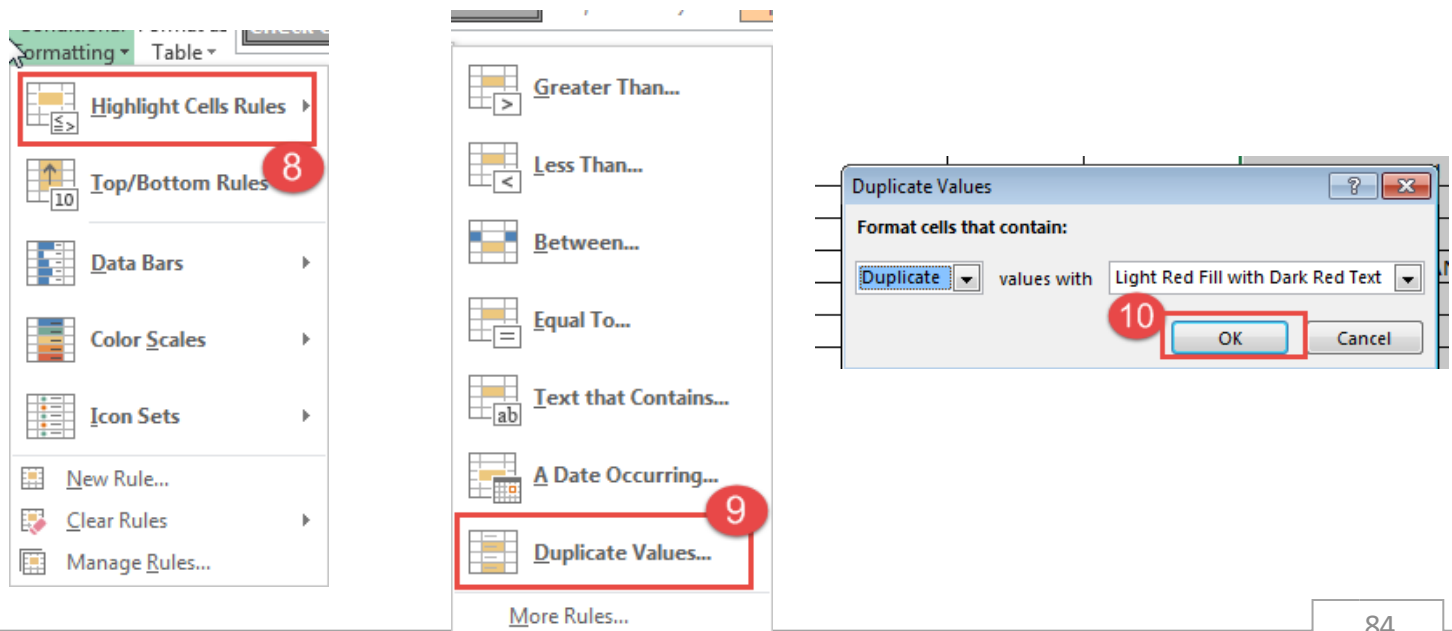 Formatting
Table
Highlight Cells Rules
8
Top/Bottom Rules
10
Data Bars
Color Scales
Icon Sets
New Rule...
Clear Rules
Manage Rules...
Greater Than...
Less Than...
Between...
Equal To...
Text that Contains...
ab
A Date Occurring...
9
Duplicate Values...
More Rules...
Duplicate Values
Format cells that contain:
Duplicate values with Light Red Fill with Dark Red Text
10
OK Cancel
84